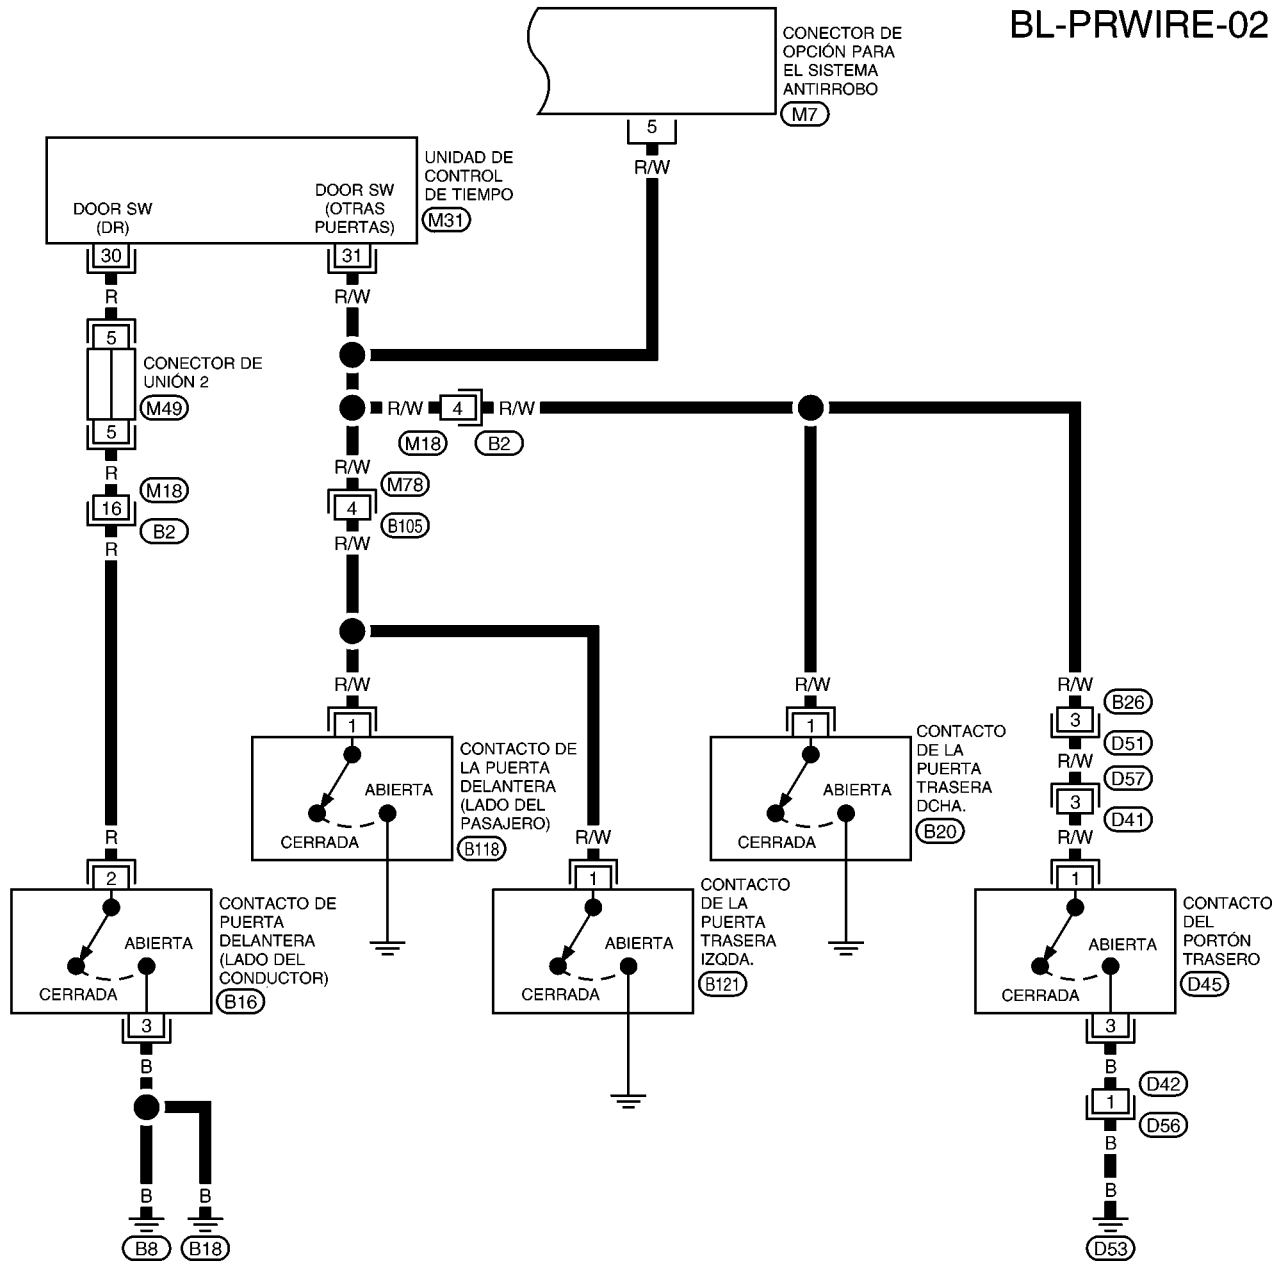 BL-PRWIRE-02
CONECTOR DE
OPCIÓN PARA
EL SISTEMA
ANTIRROBO
M7
5
R/W
UNIDAD DE
CONTROL
DE TIEMPO
M31
DOOR SW
(DR)
DOOR SW
(OTRAS
PUERTAS)
30
31
R
R/W
5
CONECTOR DE
UNIÓN 2
M49
5
R
M18
16
B2
R
R/W
4
R/W
M18
B2
R/W
M78
4
B105
R/W
R/W
1
CONTACTO DE
LA PUERTA
DELANTERA
(LADO DEL
PASAJERO)
B118
ABIERTA
CERRADA
R/W
1
CONTACTO
DE LA
PUERTA
TRASERA
DCHA.
B20
ABIERTA
CERRADA
R/W
B26
3
D51
R/W
D57
3
D41
R/W
R
2
CONTACTO DE
PUERTA
DELANTERA
(LADO DEL
CONDUCTOR)
B16
ABIERTA
CERRADA
3
B
B
B
B8
B18
R/W
1
CONTACTO
DE LA
PUERTA
TRASERA
IZQDA.
B121
ABIERTA
CERRADA
1
CONTACTO
DEL
PORTÓN
TRASERO
D45
ABIERTA
CERRADA
3
B
D42
1
D56
B
B
D53